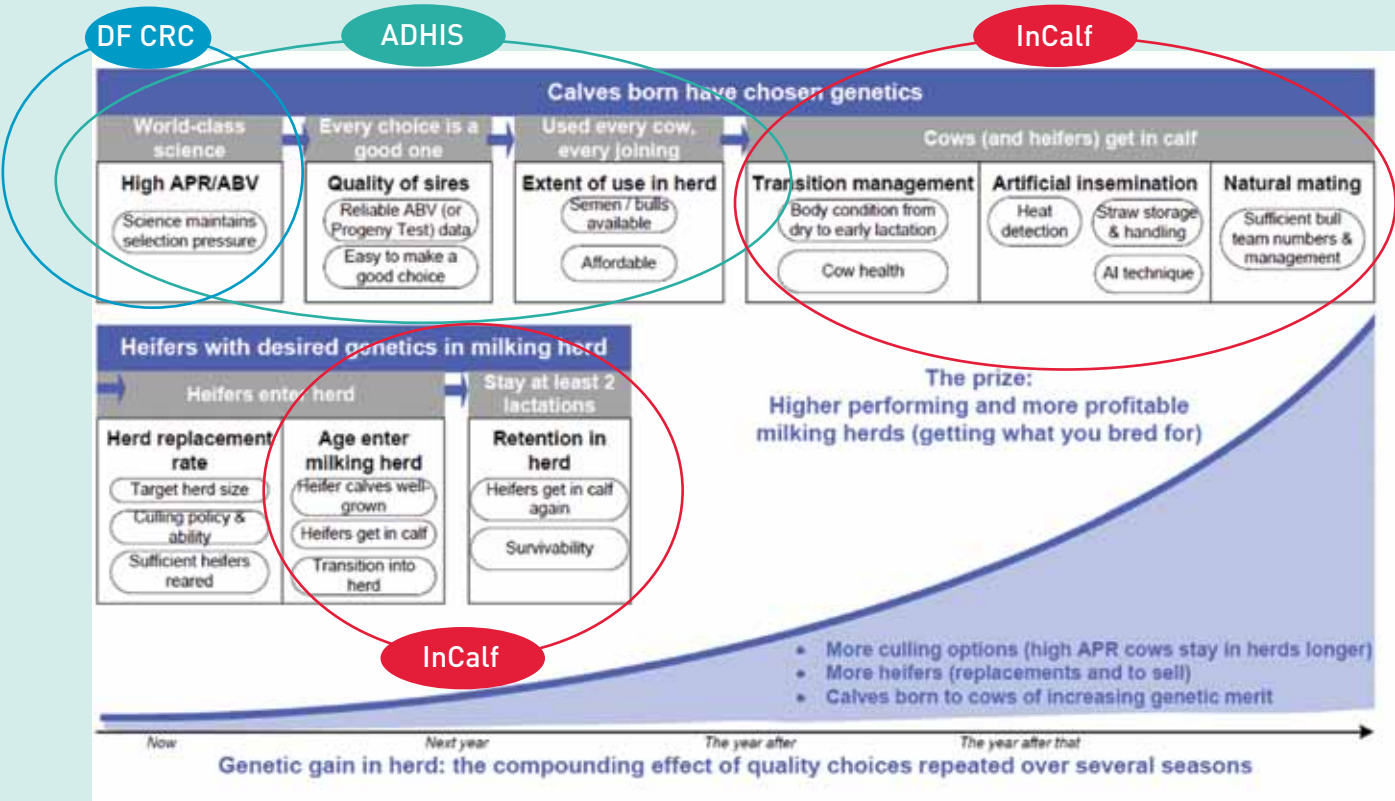 DF CRC
ADHIS
InCalf
Calves born have chosen genetics
World-class
science
Every choice is a
good one
Used every cow,
every joining
Cows (and heifers) get in calf
High APR/ABV
Science maintains
selection pressure
Quality of sires
Reliable ABV (or
Progeny Test) data
Easy to make a
good choice
Extent of use in herd
Semen / bulls
available
Affordable
Transition management
Body condition from
dry to early lactation
Cow health
Artificial insemination
Heat
detection
Straw storage
& handling
AI technique
Natural mating
Sufficient bull
team numbers &
management
Heifers with desired genetics in milking herd
Heifers enter herd
Stay at least 2
lactations
Herd replacement
rate
Target herd size
Culling policy &
ability
Sufficient heifers
reared
Age enter
milking herd
Heifer calves well-
grown
Heifers get in calf
Transition into
herd
Retention in
herd
Heifers get in calf
again
Survivability
InCalf
The prize:
Higher performing and more profitable
milking herds (getting what you bred for)
• More culling options (high APR cows stay in herds longer)
• More heifers (replacements and to sell)
• Calves born to cows of increasing genetic merit
Now
Next year
The year after
The year after that
Genetic gain in herd: the compounding effect of quality choices repeated over several seasons